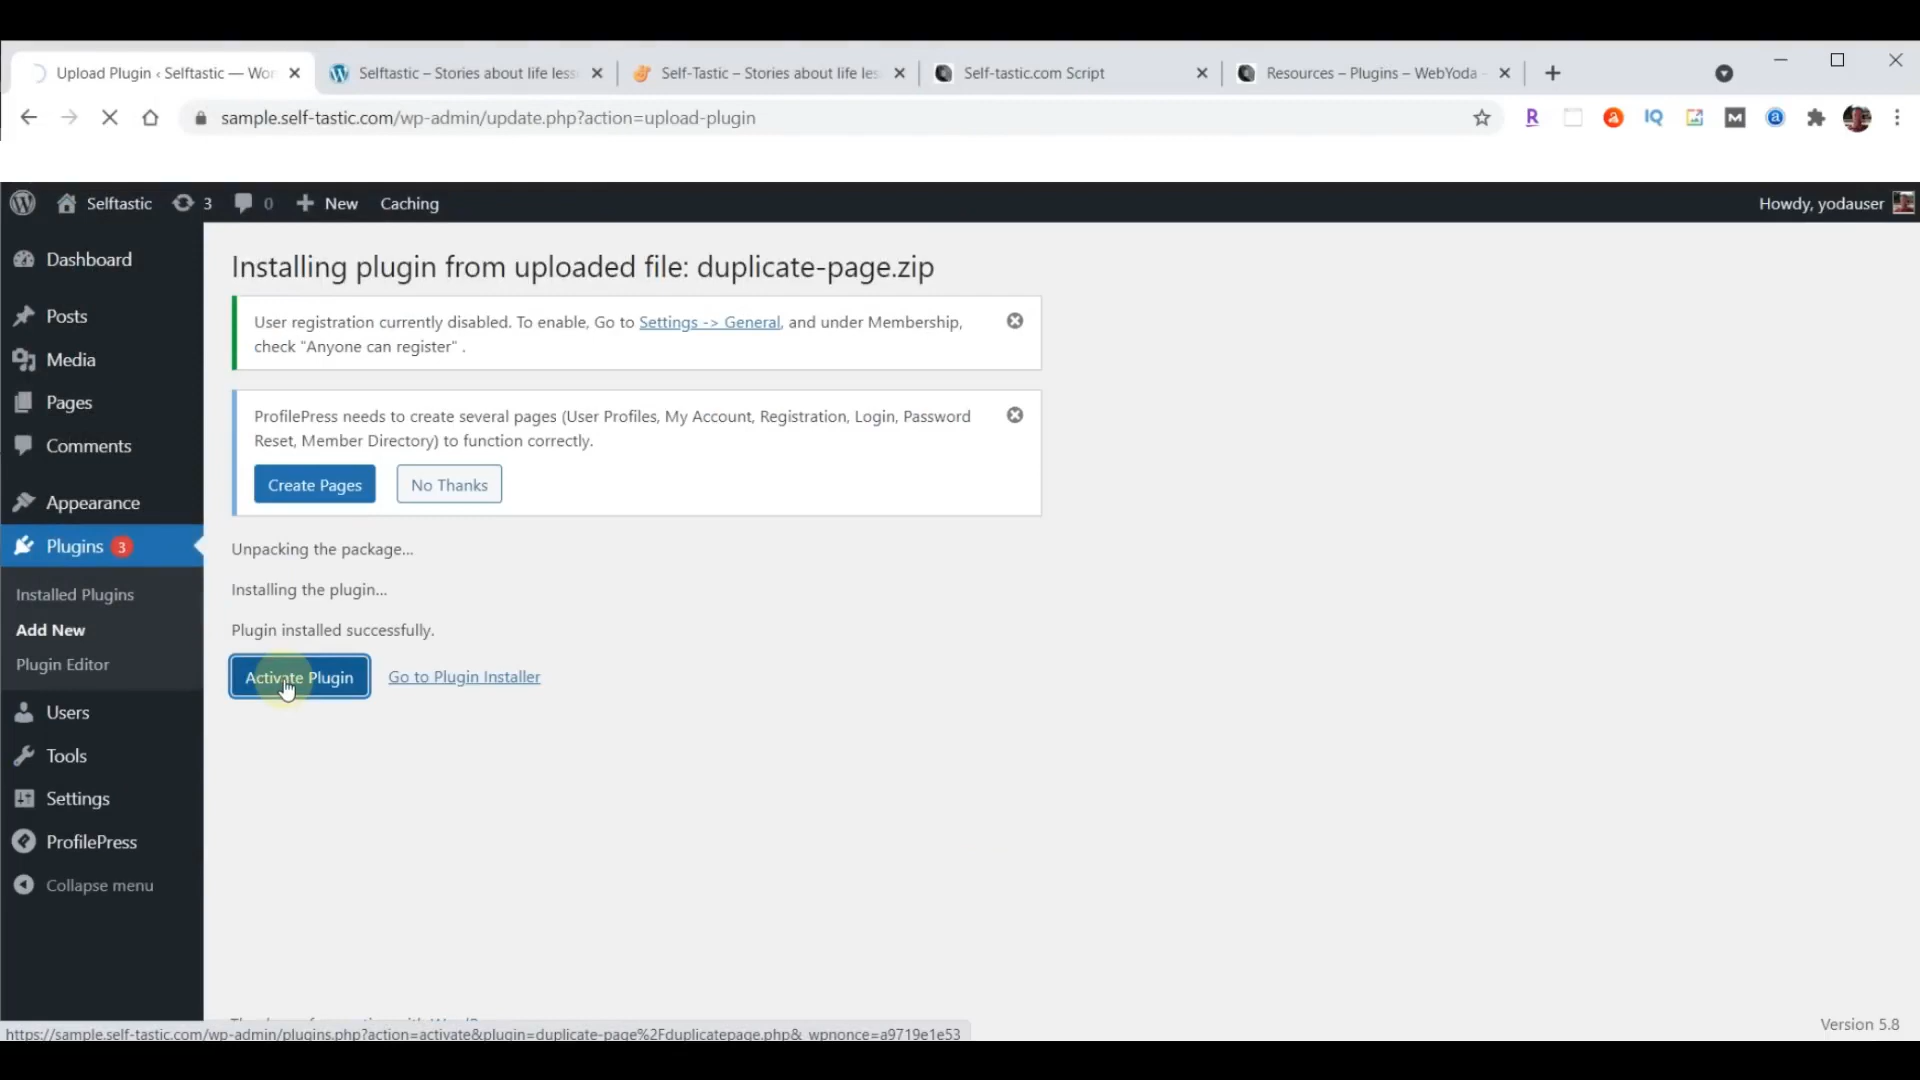 Upload Plugin ‹ Selftastic — Wor
Selftastic – Stories about life less
Self-Tastic – Stories about life les
Self-tastic.com Script
Resources – Plugins – WebYoda -
sample.self-tastic.com/wp-admin/update.php?action=upload-plugin
R
a
IQ
M
a
Selftastic
3
0
New
Caching
Howdy, yodauser
Dashboard
Posts
Media
Pages
Comments
Appearance
Plugins 3
Installed Plugins
Add New
Plugin Editor
Users
Tools
Settings
ProfilePress
Collapse menu
Installing plugin from uploaded file: duplicate-page.zip
User registration currently disabled. To enable, Go to Settings -> General, and under Membership,
check "Anyone can register" .
ProfilePress needs to create several pages (User Profiles, My Account, Registration, Login, Password
Reset, Member Directory) to function correctly.
Create Pages
No Thanks
Unpacking the package…
Installing the plugin…
Plugin installed successfully.
Activate Plugin
Go to Plugin Installer
Version 5.8
https://sample.self-tastic.com/wp-admin/plugins.php?action=activate&plugin=duplicate-page%2Fduplicatepage.php&_wpnonce=a9719e1e53